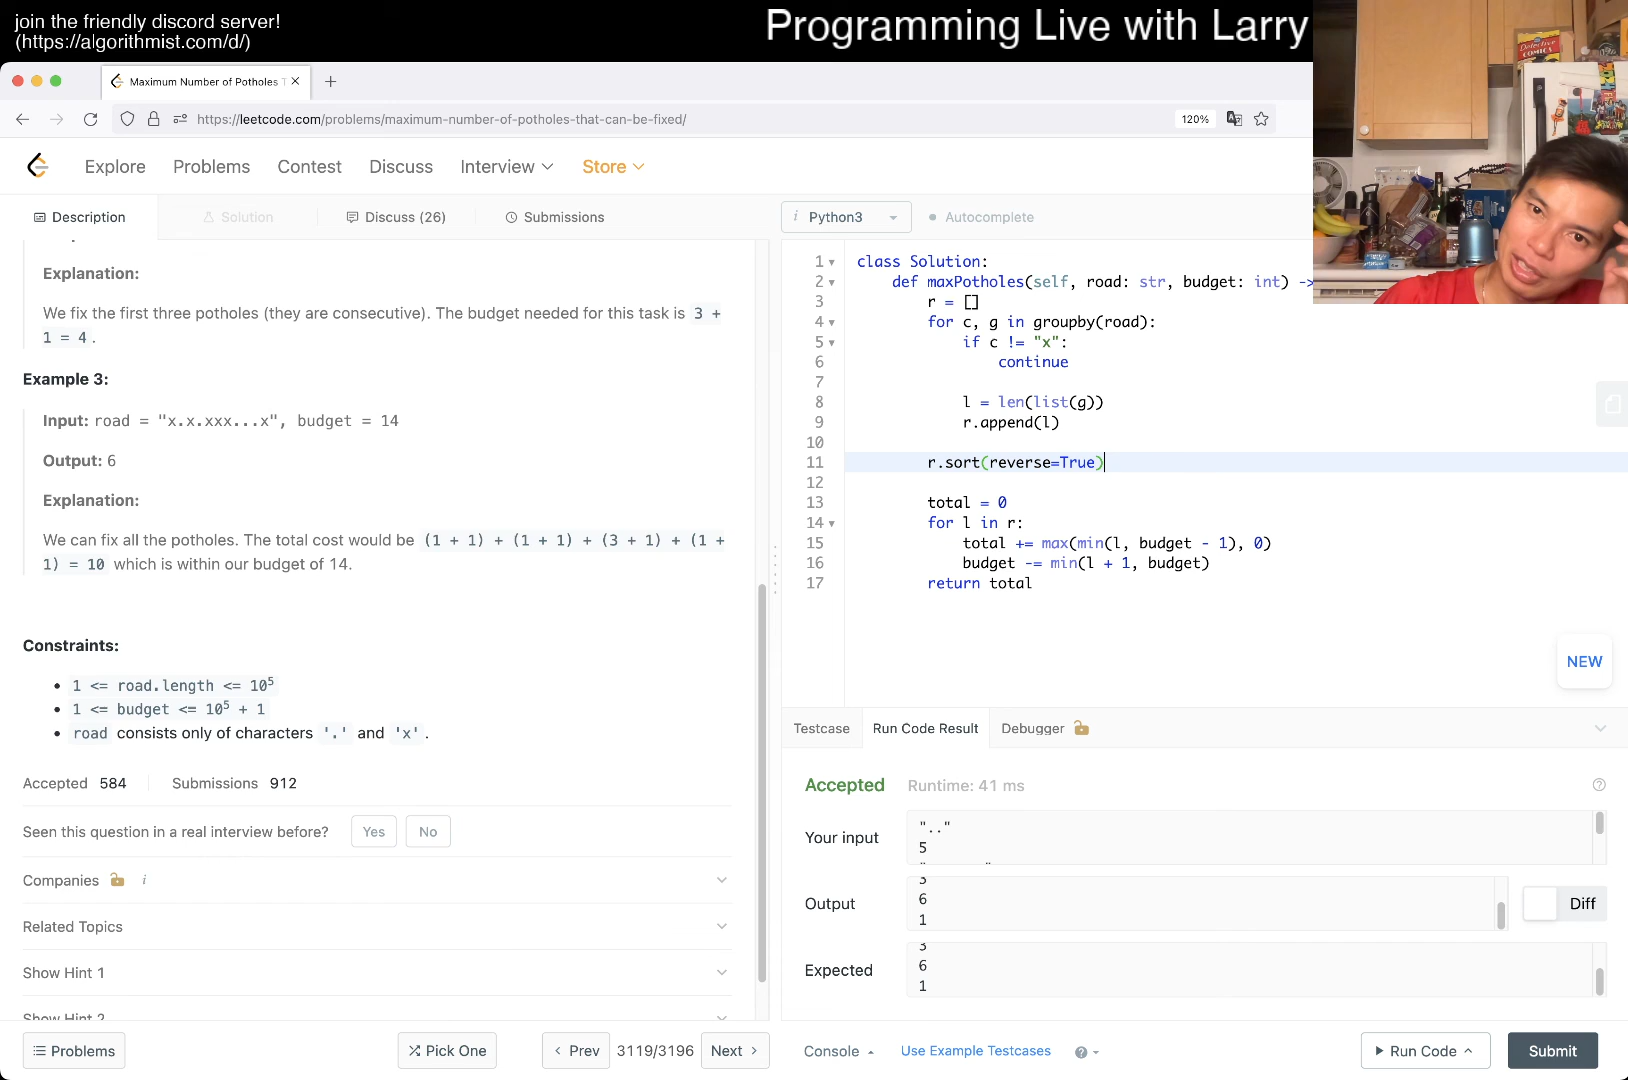 join the friendly discord server!
(https://algorithmist.com/d/)
Programming Live with Larry
Maximum Number of Potholes T
https://leetcode.com/problems/maximum-number-of-potholes-that-can-be-fixed/
120%
Explore
Problems
Contest
Discuss
Interview
Store
Description
Solution
Discuss (26)
Submissions
i Python3
Autocomplete
Explanation:
We fix the first three potholes (they are consecutive). The budget needed for this task is 3 +
1 = 4 .
Example 3:
Input: road = "x.x.xxx...x", budget = 14
Output: 6
Explanation:
We can fix all the potholes. The total cost would be (1 + 1) + (1 + 1) + (3 + 1) + (1 +
1) = 10 which is within our budget of 14.
Constraints:
1 <= road.length <= 10⁵
1 <= budget <= 10⁵ + 1
road consists only of characters '.' and 'x'.
Accepted 584
Submissions 912
Seen this question in a real interview before?
Yes
No
Companies i
Related Topics
Show Hint 1
Show Hint 2
Problems
Pick One
Prev
3119/3196
Next
1 class Solution:
2 def maxPotholes(self, road: str, budget: int) ->
3 r = []
4 for c, g in groupby(road):
5 if c != "x":
6 continue
7
8 l = len(list(g))
9 r.append(l)
10
11 r.sort(reverse=True)
12
13 total = 0
14 for l in r:
15 total += max(min(l, budget - 1), 0)
16 budget -= min(l + 1, budget)
17 return total
NEW
Testcase
Run Code Result
Debugger
Accepted
Runtime: 41 ms
Your input
".."
5
Output
3
6
1
Diff
Expected
3
6
1
Console
Use Example Testcases
Run Code
Submit
DETECTIVE
COMICS